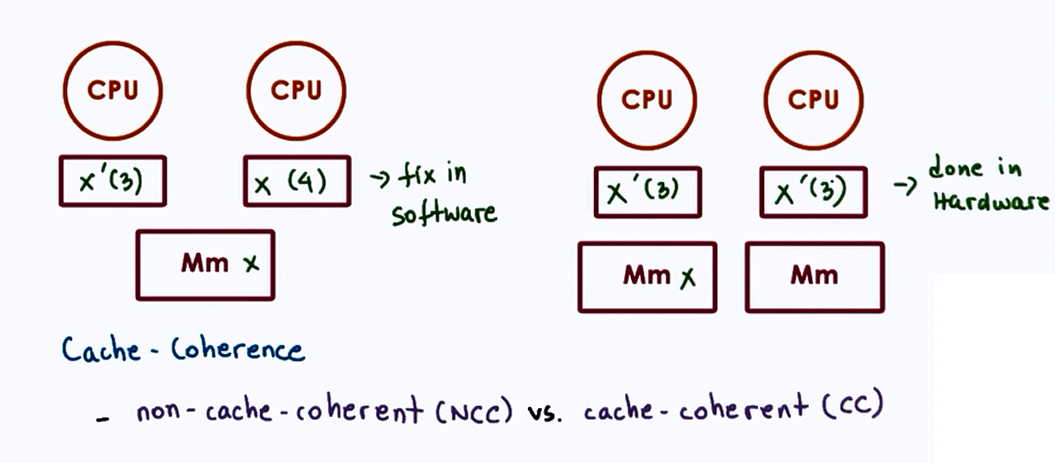 CPU CPU CPU CPU
x'(3) x (4) → fix in software
x'(3) x'(3) → done in Hardware
Mm x Mm x Mm
Cache - Coherence
- non-cache-coherent (NCC) vs. cache-coherent (CC)